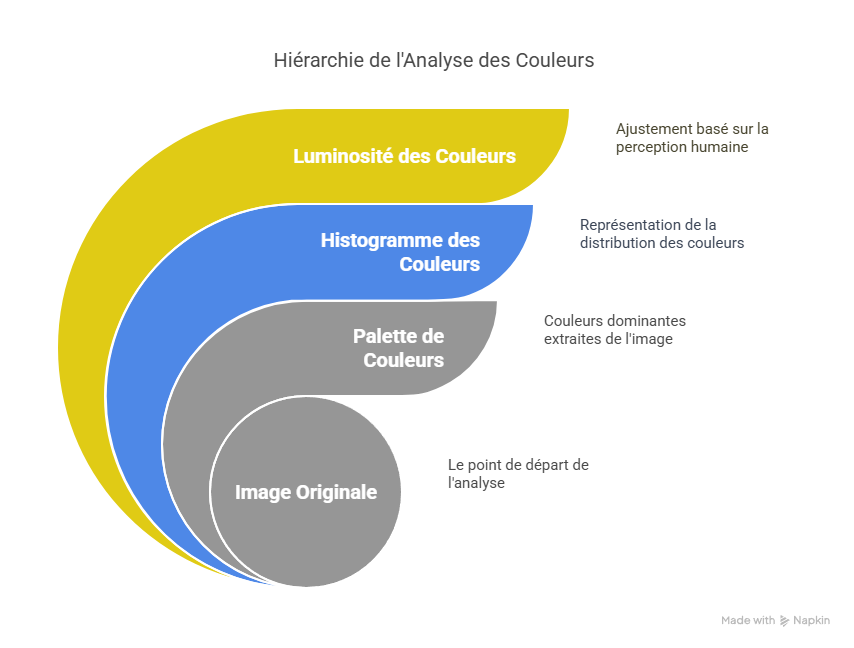 Hiérarchie de l'Analyse des Couleurs
Luminosité des Couleurs
Ajustement basé sur la
perception humaine
Histogramme des
Couleurs
Représentation de la
distribution des couleurs
Palette de
Couleurs
Couleurs dominantes
extraites de l'image
Image Originale
Le point de départ de
l'analyse
Made with Napkin